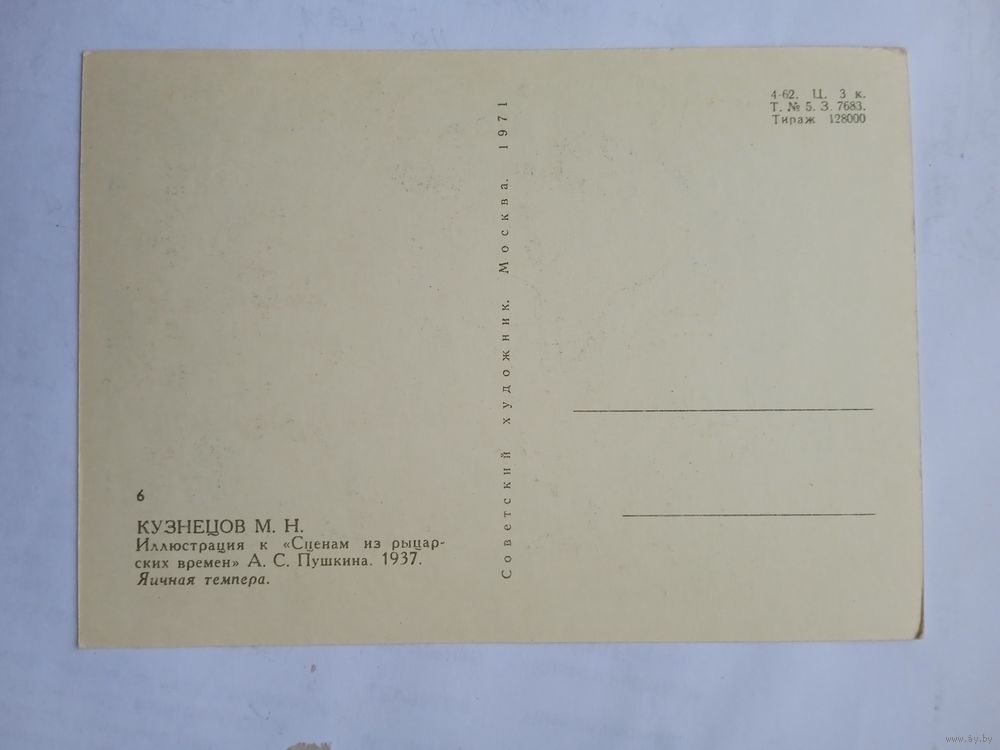 4-62. Ц. 3 к.
Т. № 5. З. 7683.
Тираж 128000
Советский художник. Москва. 1971
6
КУЗНЕЦОВ М. Н.
Иллюстрация к «Сценам из рыцар-
ских времен» А. С. Пушкина. 1937.
Яичная темпера.
www.ay.by